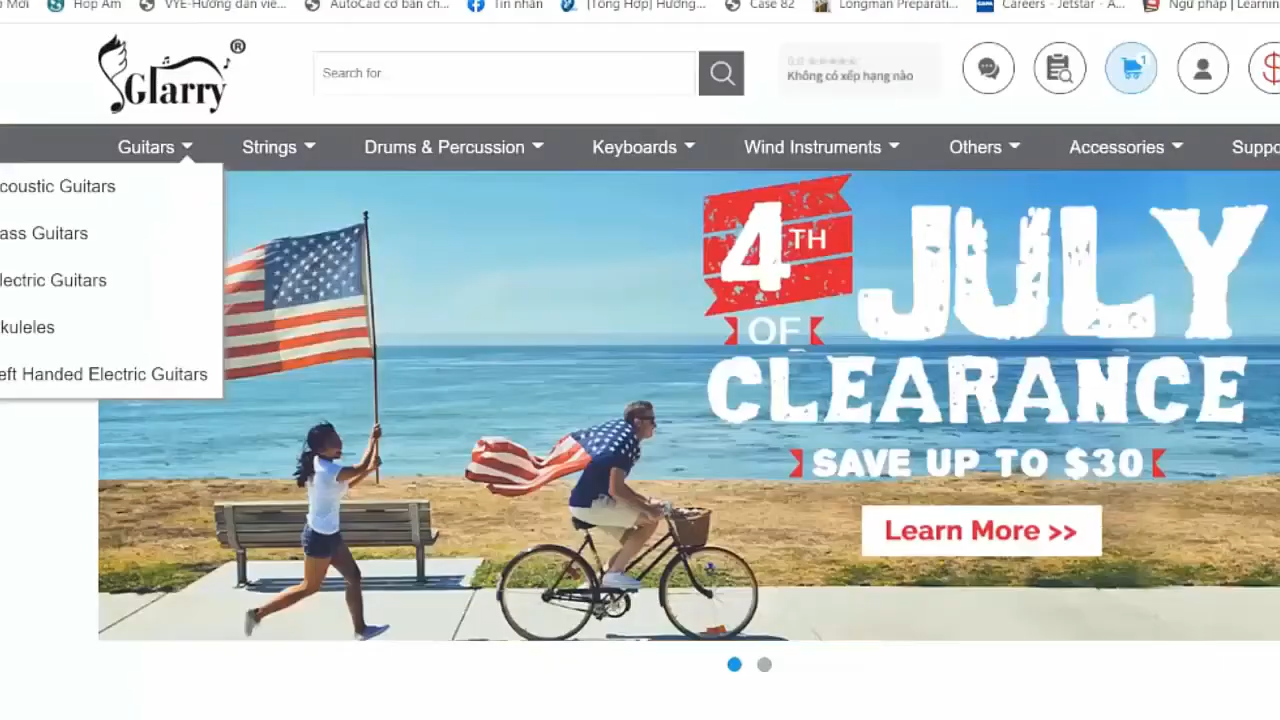 Mới Hợp Âm VYE-Hướng dẫn viê... AutoCad cơ bản ch... Tin nhắn [Tổng Hợp] Hướng... Case 82 Longman Preparati... Careers - Jetstar - A... Ngữ pháp | Learnin
Glarry ®
Search for
0.0
Không có xếp hạng nào
1
Guitars Strings Drums & Percussion Keyboards Wind Instruments Others Accessories Suppo
coustic Guitars
ass Guitars
lectric Guitars
kuleles
eft Handed Electric Guitars
4TH
OF
JULY
CLEARANCE
SAVE UP TO $30
Learn More >>